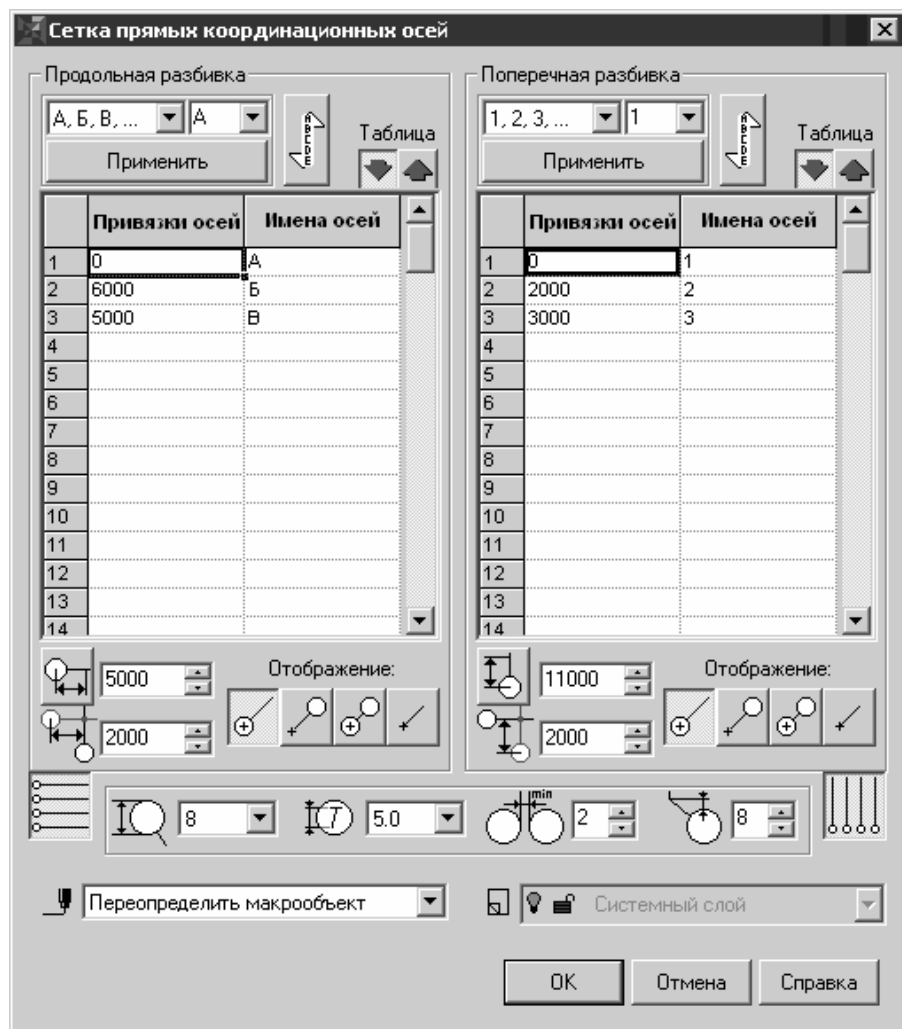 Сетка прямых координационных осей
Продольная разбивка
А, Б, В, ... А
A B C D E
Таблица
Применить
Привязки осей Имена осей
1 0 А
2 6000 Б
3 5000 В
4
5
6
7
8
9
10
11
12
13
14
5000
Отображение:
2000
Поперечная разбивка
1, 2, 3, ... 1
A B C D E
Таблица
Применить
Привязки осей Имена осей
1 0 1
2 2000 2
3 3000 3
4
5
6
7
8
9
10
11
12
13
14
11000
Отображение:
2000
8 T 5.0 min 2 8
Переопределить макрообъект
Системный слой
OK Отмена Справка